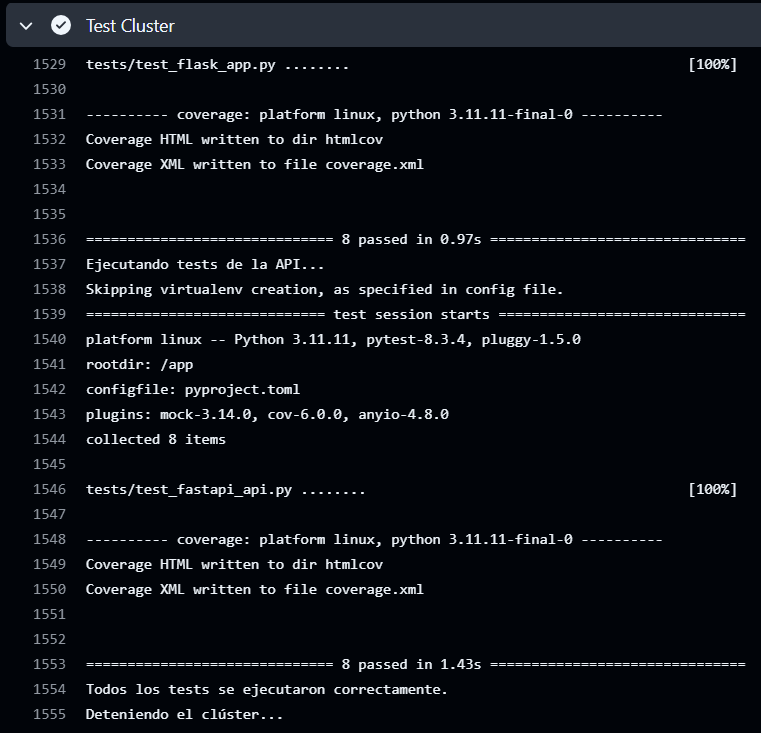 Test Cluster
1529 tests/test_flask_app.py ........ [100%]
1530
1531 ---------- coverage: platform linux, python 3.11.11-final-0 ----------
1532 Coverage HTML written to dir htmlcov
1533 Coverage XML written to file coverage.xml
1534
1535
1536 ============================== 8 passed in 0.97s ===============================
1537 Ejecutando tests de la API...
1538 Skipping virtualenv creation, as specified in config file.
1539 ============================= test session starts ==============================
1540 platform linux -- Python 3.11.11, pytest-8.3.4, pluggy-1.5.0
1541 rootdir: /app
1542 configfile: pyproject.toml
1543 plugins: mock-3.14.0, cov-6.0.0, anyio-4.8.0
1544 collected 8 items
1545
1546 tests/test_fastapi_api.py ........ [100%]
1547
1548 ---------- coverage: platform linux, python 3.11.11-final-0 ----------
1549 Coverage HTML written to dir htmlcov
1550 Coverage XML written to file coverage.xml
1551
1552
1553 ============================== 8 passed in 1.43s ===============================
1554 Todos los tests se ejecutaron correctamente.
1555 Deteniendo el clúster...